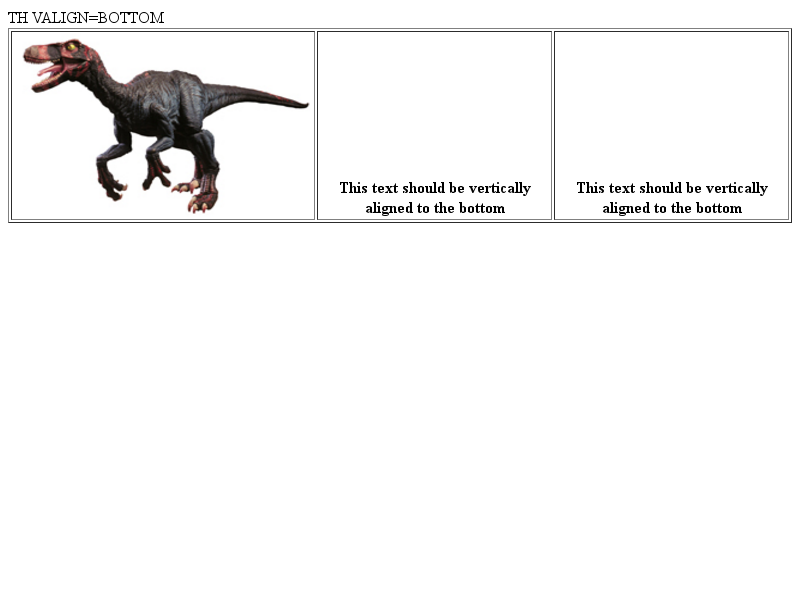 TH VALIGN=BOTTOM
This text should be vertically
aligned to the bottom
This text should be vertically
aligned to the bottom